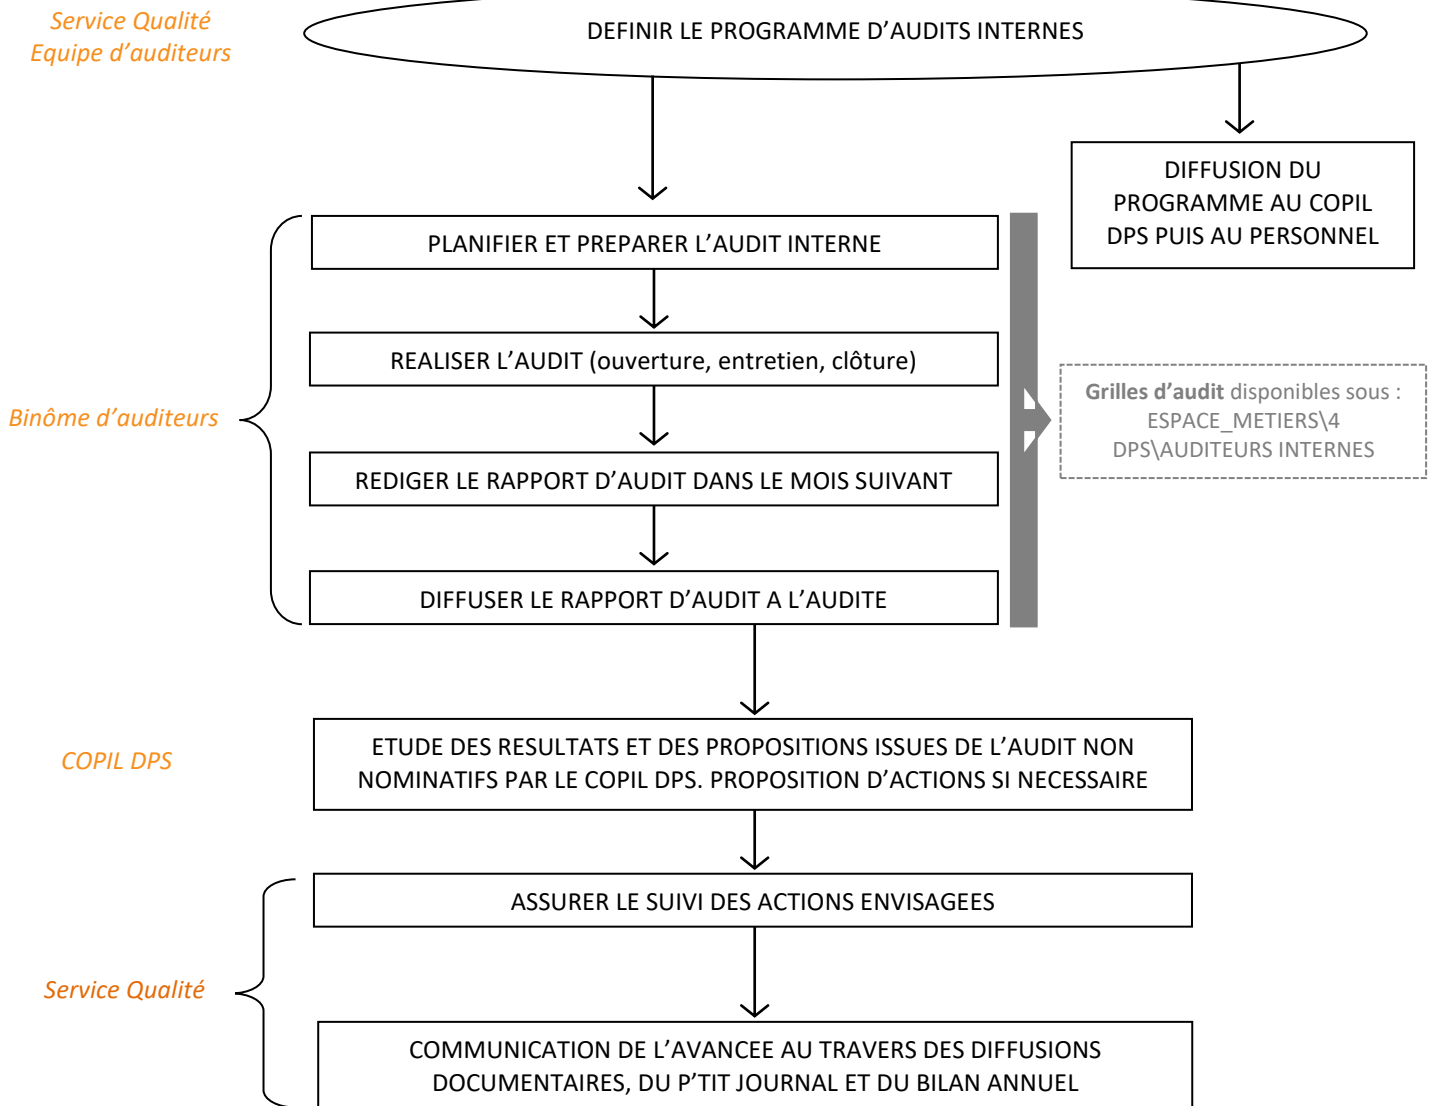 Service Qualité
Equipe d’auditeurs
DEFINIR LE PROGRAMME D’AUDITS INTERNES
DIFFUSION DU
PROGRAMME AU COPIL
DPS PUIS AU PERSONNEL
PLANIFIER ET PREPARER L’AUDIT INTERNE
REALISER L’AUDIT (ouverture, entretien, clôture)
Binôme d’auditeurs
Grilles d’audit disponibles sous :
ESPACE_METIERS\4
DPS\AUDITEURS INTERNES
REDIGER LE RAPPORT D’AUDIT DANS LE MOIS SUIVANT
DIFFUSER LE RAPPORT D’AUDIT A L’AUDITE
COPIL DPS
ETUDE DES RESULTATS ET DES PROPOSITIONS ISSUES DE L’AUDIT NON
NOMINATIFS PAR LE COPIL DPS. PROPOSITION D’ACTIONS SI NECESSAIRE
ASSURER LE SUIVI DES ACTIONS ENVISAGEES
Service Qualité
COMMUNICATION DE L’AVANCEE AU TRAVERS DES DIFFUSIONS
DOCUMENTAIRES, DU P’TIT JOURNAL ET DU BILAN ANNUEL